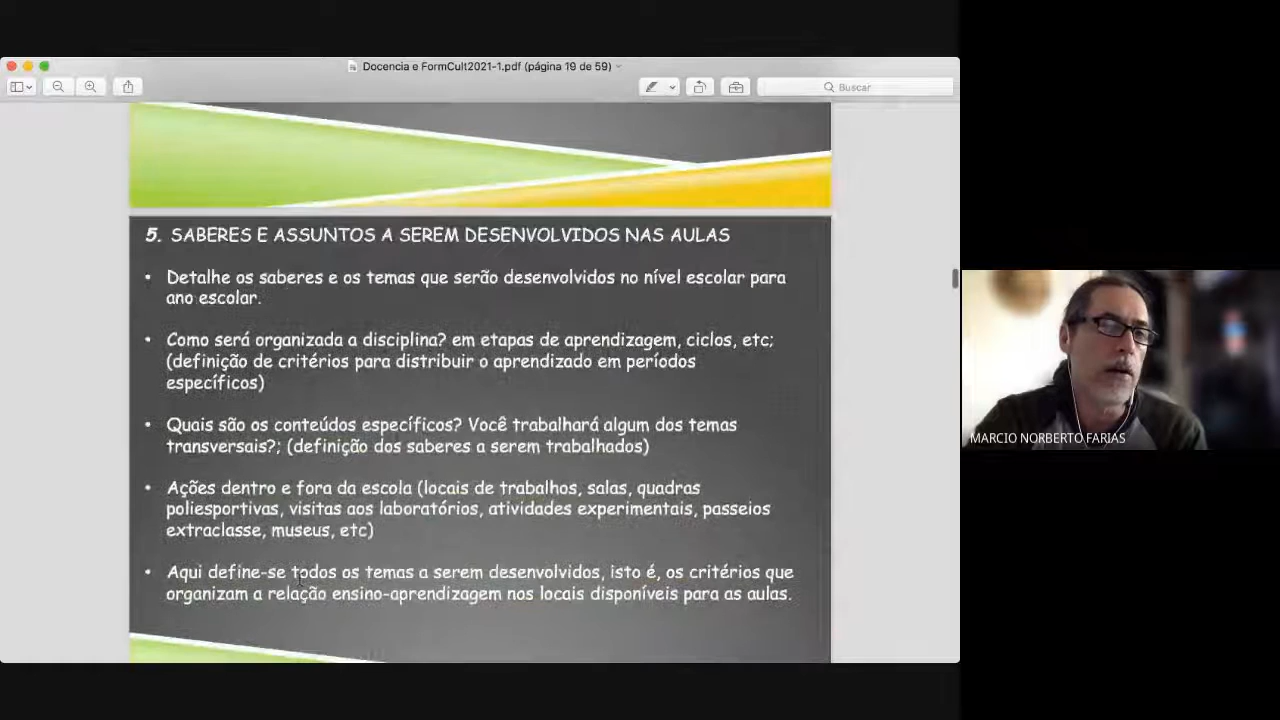 Docencia e FormCult2021-1.pdf (página 19 de 59)
Buscar
5. SABERES E ASSUNTOS A SEREM DESENVOLVIDOS NAS AULAS
• Detalhe os saberes e os temas que serão desenvolvidos no nível escolar para
ano escolar.
• Como será organizada a disciplina? em etapas de aprendizagem, ciclos, etc;
(definição de critérios para distribuir o aprendizado em períodos
específicos)
• Quais são os conteúdos específicos? Você trabalhará algum dos temas
transversais?; (definição dos saberes a serem trabalhados)
• Ações dentro e fora da escola (locais de trabalhos, salas, quadras
poliesportivas, visitas aos laboratórios, atividades experimentais, passeios
extraclasse, museus, etc)
• Aqui define-se todos os temas a serem desenvolvidos, isto é, os critérios que
organizam a relação ensino-aprendizagem nos locais disponíveis para as aulas.
MARCIO NORBERTO FARIAS